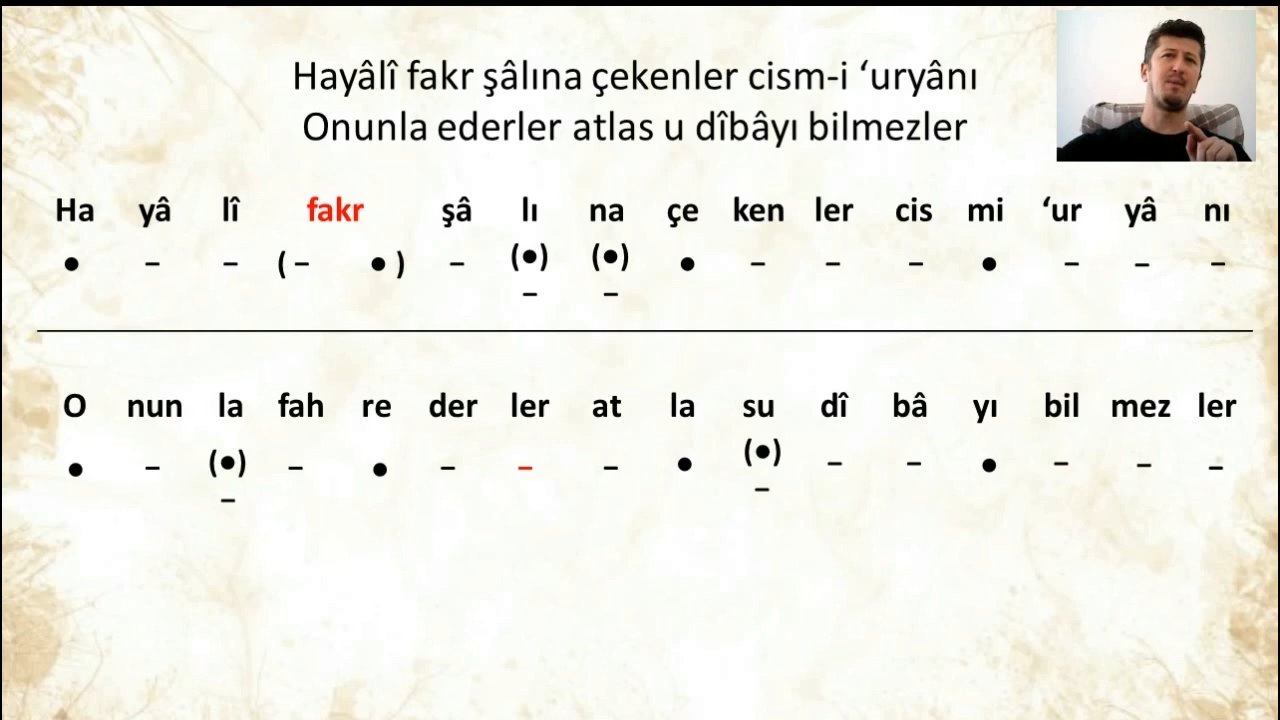 Hayâlî fakr şâlına çekenler cism-i ‘uryânı
Onunla ederler atlas u dîbâyı bilmezler
Ha yâ lî fakr şâ lı na çe ken ler cis mi ‘ur yâ nı
• – – ( – • ) – (•) (•) • – – – • – – –
– –
O nun la fah re der ler at la su dî bâ yı bil mez ler
• – (•) – • – – – • (•) – – • – – –
– –